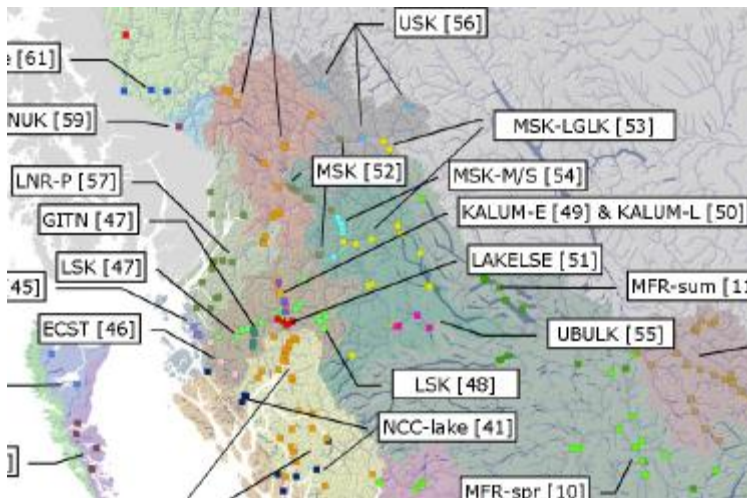 USK [56]
e [61]
NUK [59]
MSK-LGLK [53]
MSK [52]
MSK-M/S [54]
LNR-P [57]
KALUM-E [49] & KALUM-L [50]
GITN [47]
LSK [47]
LAKELSE [51]
45]
MFR-sum [11
ECST [46]
UBULK [55]
LSK [48]
NCC-lake [41]
]
MFR-spr [10]